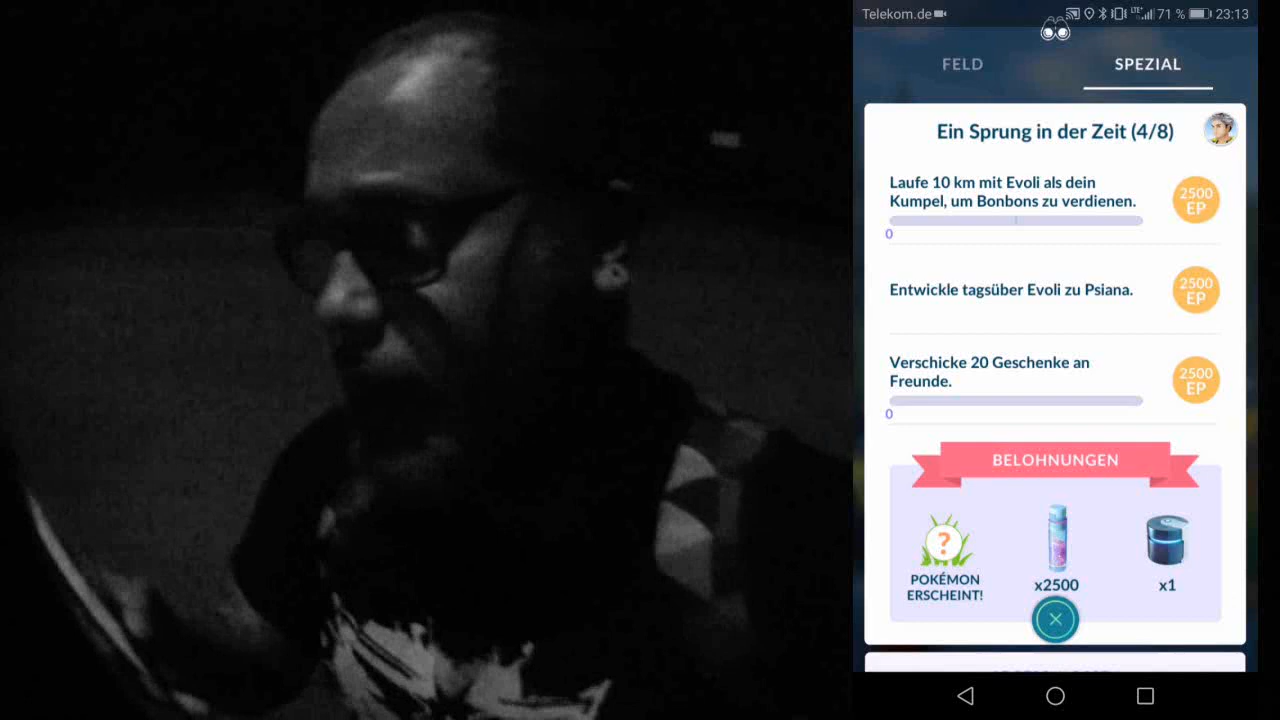 Telekom.de LTE+ 71 % 23:13
FELD SPEZIAL
Ein Sprung in der Zeit (4/8)
Laufe 10 km mit Evoli als dein
Kumpel, um Bonbons zu verdienen.
2500
EP
0
Entwickle tagsüber Evoli zu Psiana.
2500
EP
Verschicke 20 Geschenke an
Freunde.
2500
EP
0
BELOHNUNGEN
?
POKÉMON
ERSCHEINT!
x2500
x1